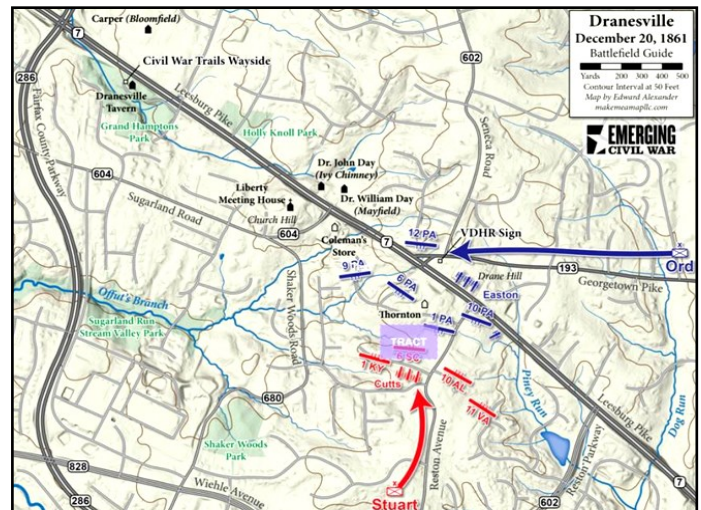 Dranesville
December 20, 1861
Battlefield Guide
Yards 200 300 400 500
Contour Interval at 50 Feet
Map by Edward Alexander
makemeamapllc.com
EMERGING
CIVIL WAR
Carper (Bloomfield)
7
286
Civil War Trails Wayside
602
Dranesville
Tavern
Leesburg Pike
Grand Hamptons
Park
Holly Knoll Park
Fairfax County Parkway
Seneca Road
604
Dr. John Day
(Ivy Chimney)
Liberty
Meeting House
Dr. William Day
(Mayfield)
Sugarland Road
Church Hill
604
Coleman's
Store
7
12 PA
VDHR Sign
Ord
193
Georgetown Pike
9 PA
6 PA
Drane Hill
Easton
Shaker Woods Road
Offut's Branch
Thornton
1 PA
10 PA
Sugarland Run
Stream Valley Park
TRACT
6 SC
1 KY
Cutts
10 AL
11 VA
680
Piney Run
Leesburg Pike
Dog Run
Shaker Woods
Park
Reston Avenue
Reston Parkway
828
Wiehle Avenue
7
286
602
Stuart